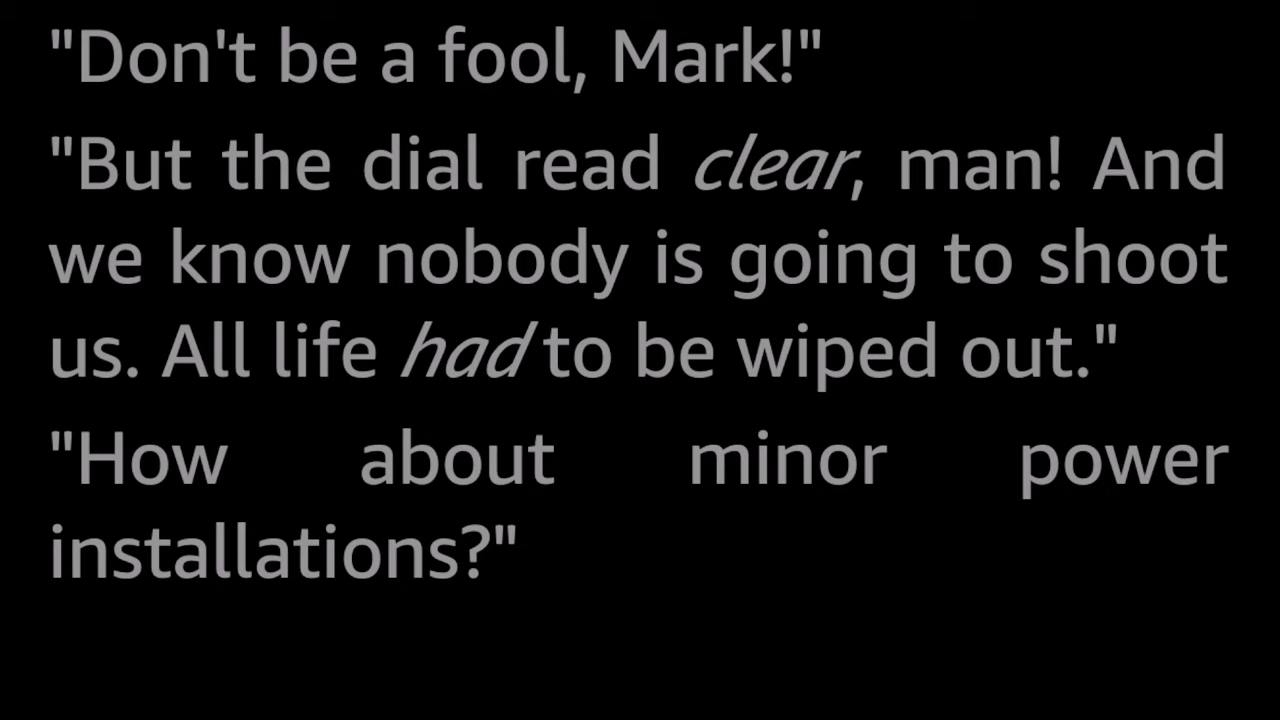 "Don't be a fool, Mark!"
"But the dial read clear, man! And
we know nobody is going to shoot
us. All life had to be wiped out."
"How about minor power
installations?"